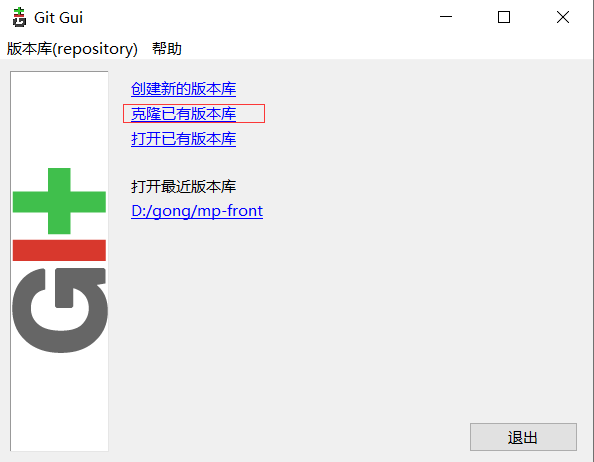 Git Gui
版本库(repository) 帮助
创建新的版本库
克隆已有版本库
打开已有版本库
打开最近版本库
D:/gong/mp-front
GIT
退出